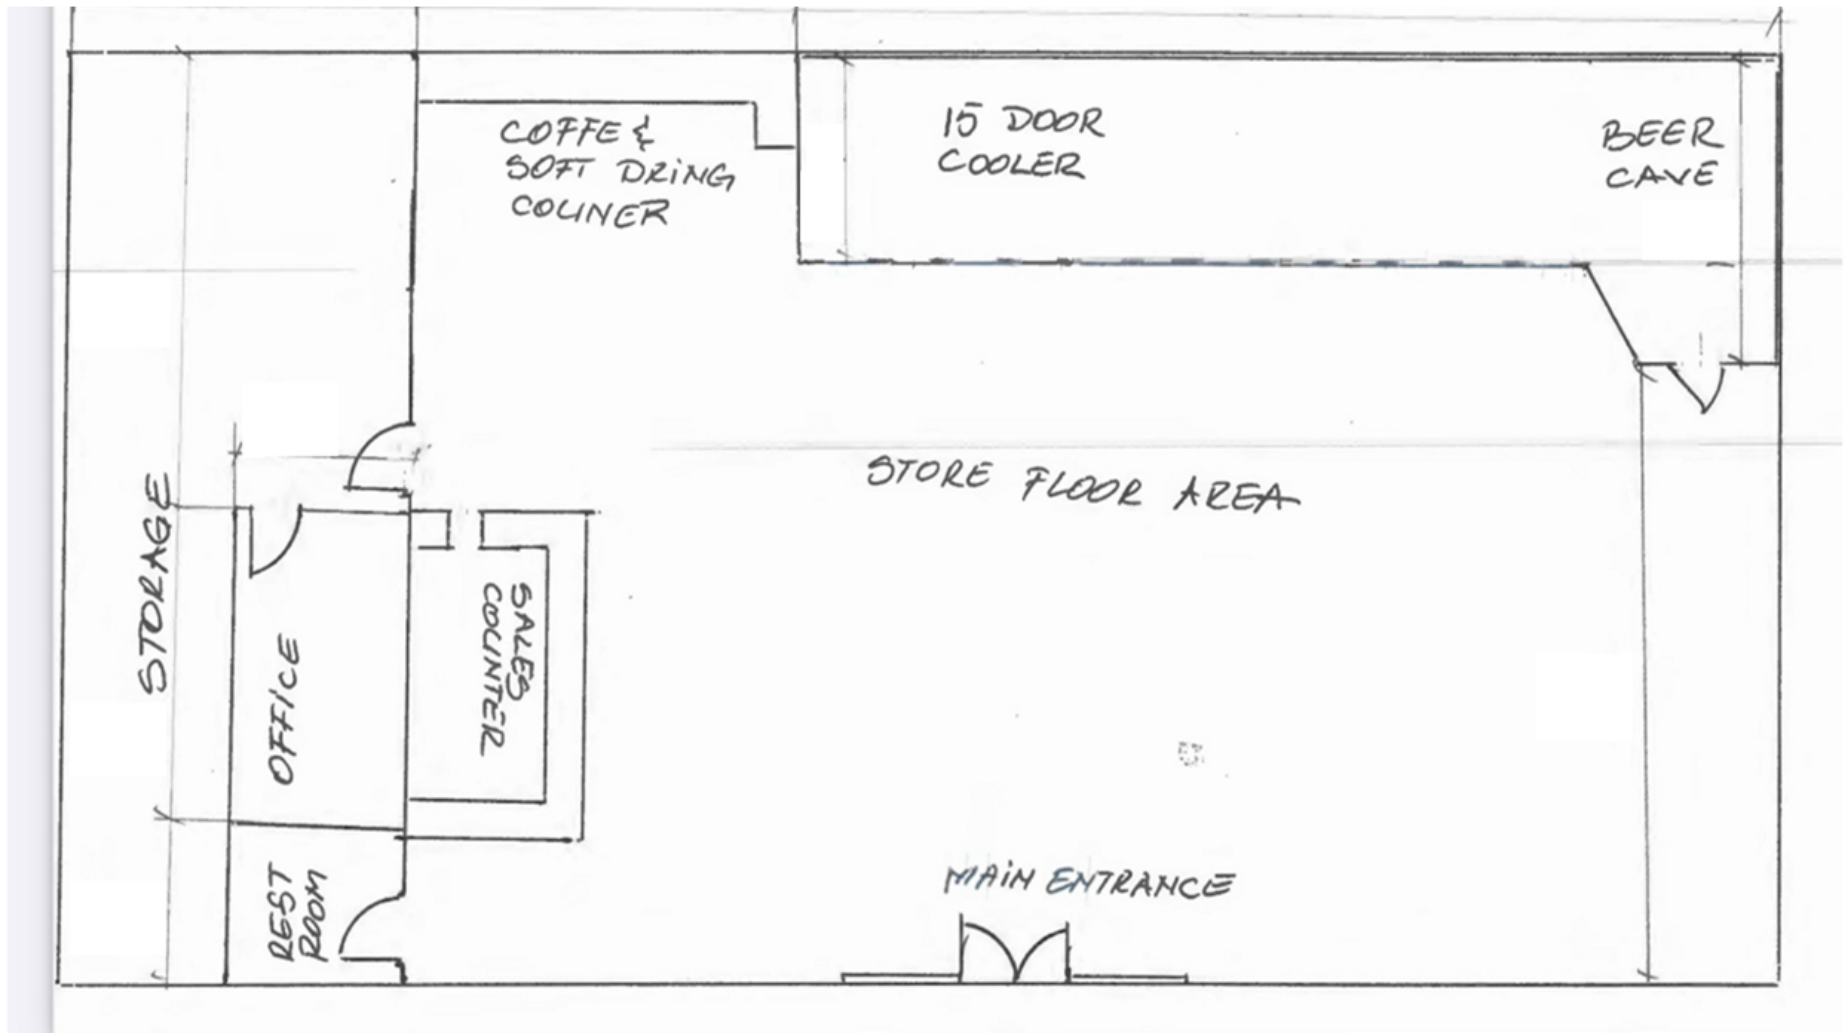 COFFE &
SOFT DRING
COUNER
15 DOOR
COOLER
BEER
CAVE
STORE FLOOR AREA
STORAGE
OFFICE
SALES
COUNTER
REST
ROOM
MAIN ENTRANCE